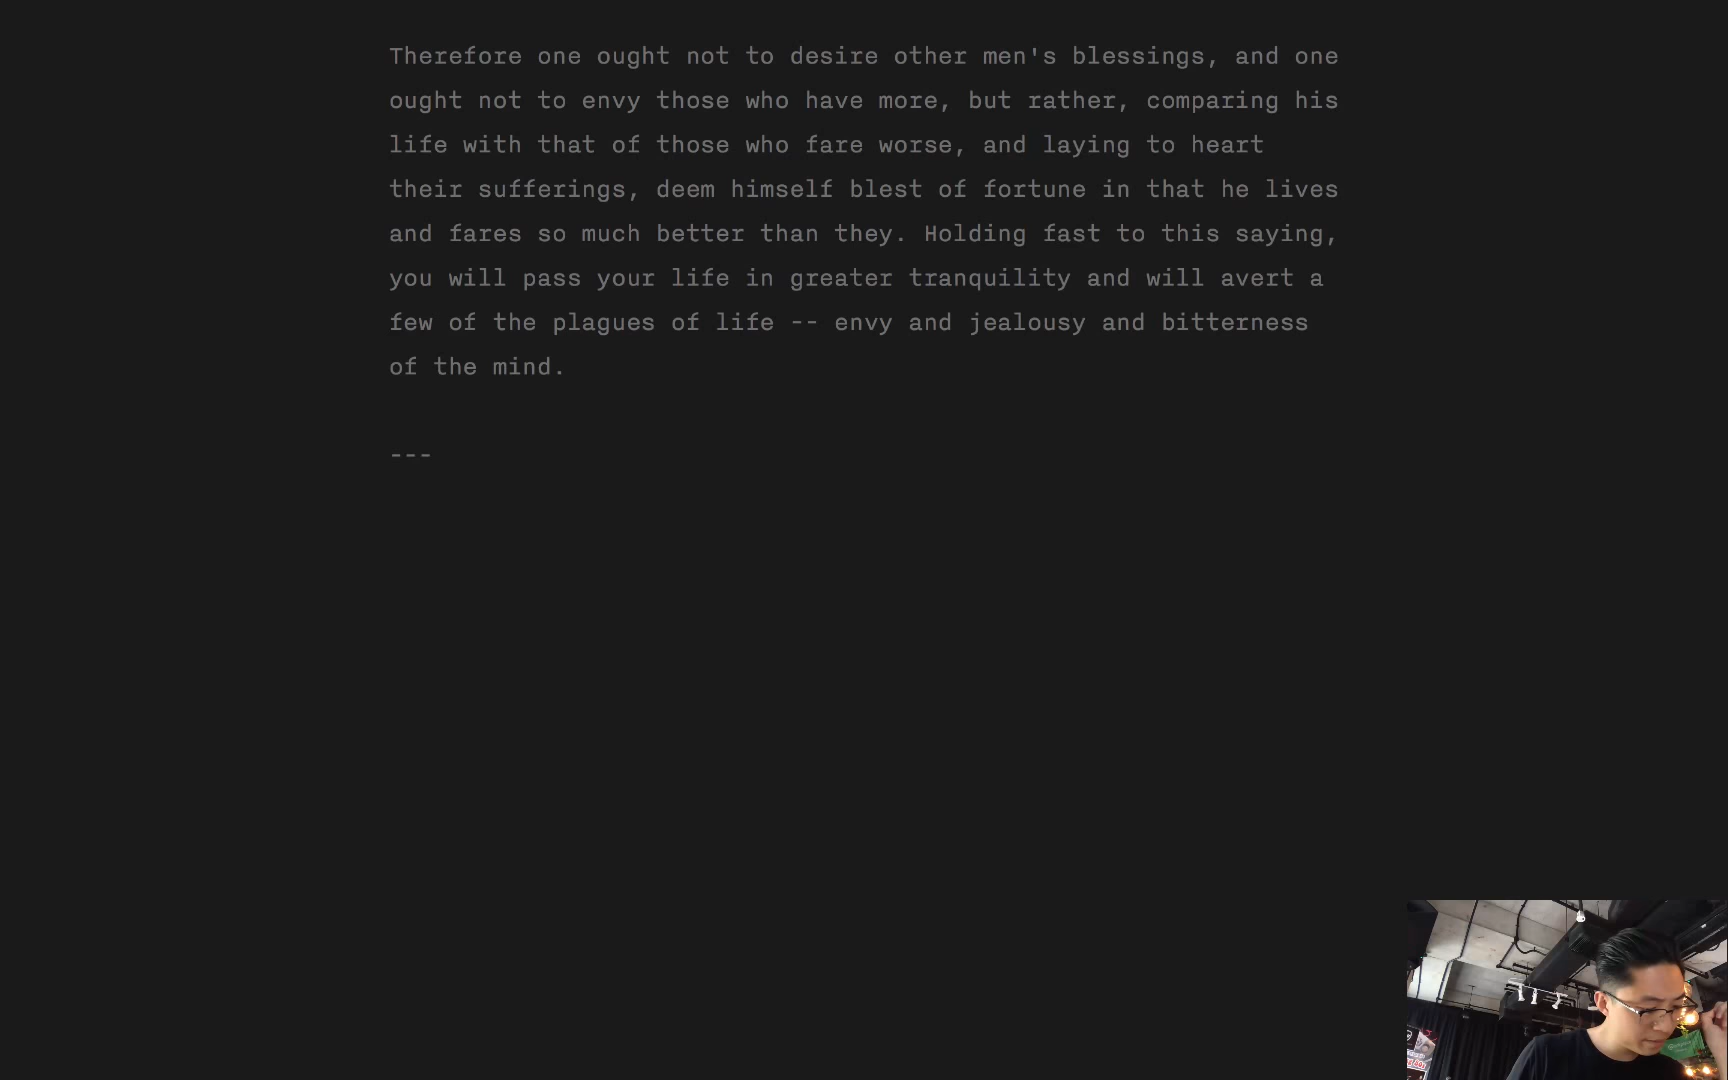 Therefore one ought not to desire other men's blessings, and one
ought not to envy those who have more, but rather, comparing his
life with that of those who fare worse, and laying to heart
their sufferings, deem himself blest of fortune in that he lives
and fares so much better than they. Holding fast to this saying,
you will pass your life in greater tranquility and will avert a
few of the plagues of life -- envy and jealousy and bitterness
of the mind.
---